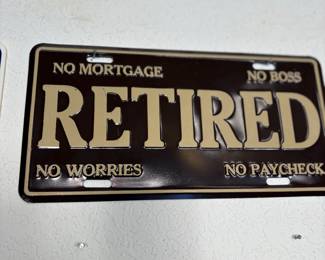 NO MORTGAGE NO BOSS
RETIRED
NO WORRIES NO PAYCHECK